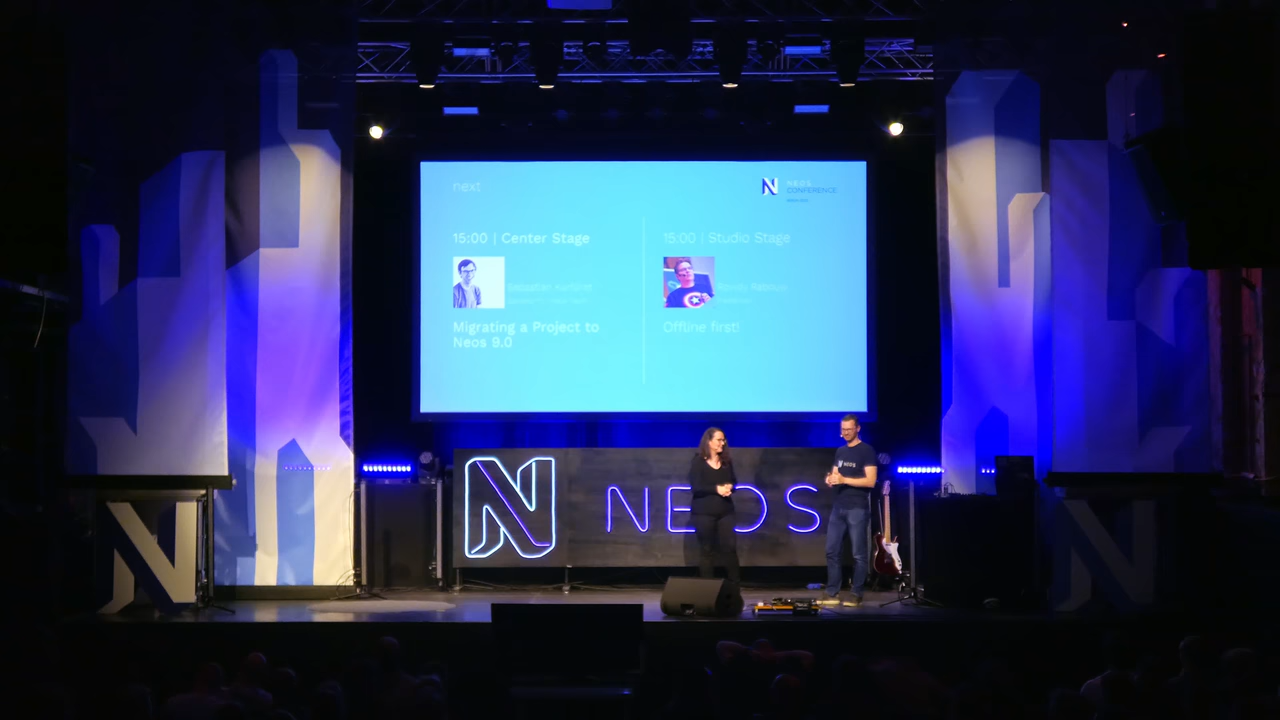 next
NEOS
CONFERENCE
15:00 | Center Stage
15:00 | Studio Stage
Migrating a Project to
Neos 9.0
Offline first!
N NEOS
NEOS
N
N